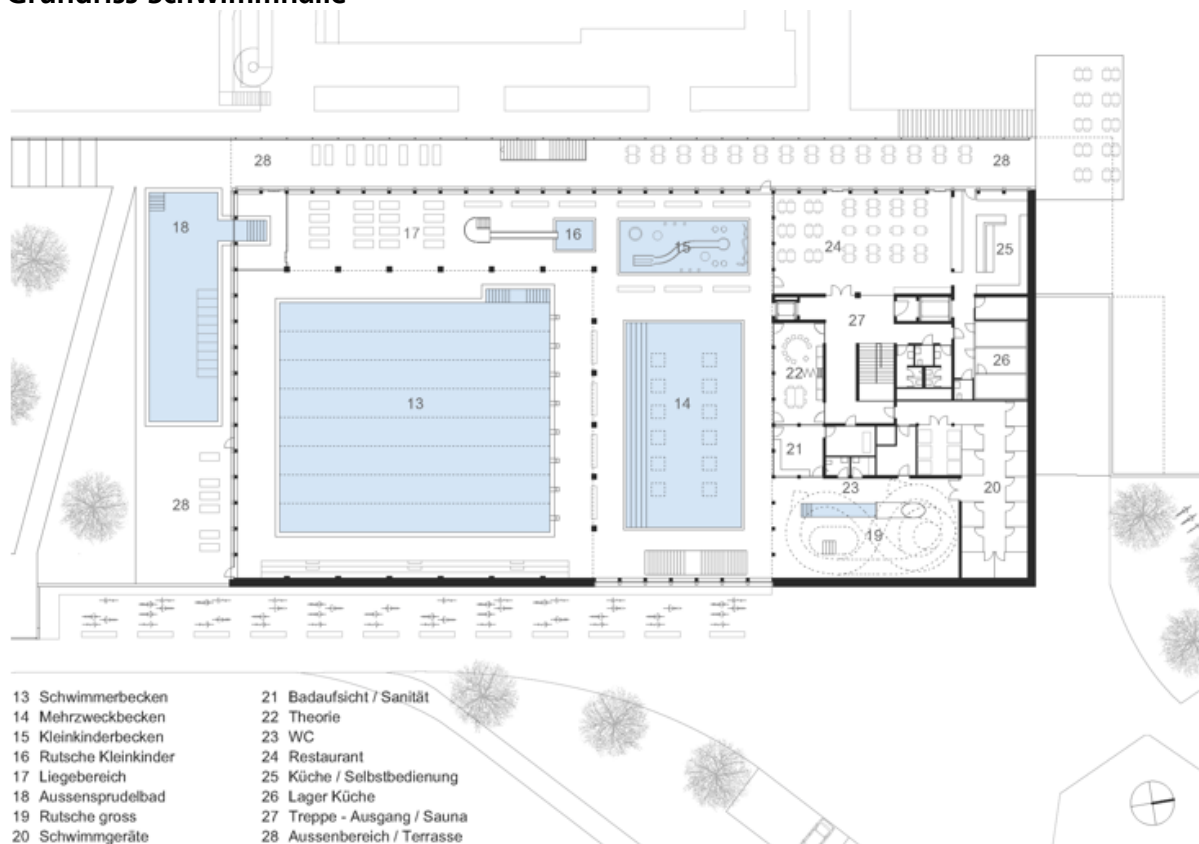 Grundriss Schwimmhalle
28
28
18
17
16
15
24
25
27
26
22
13
14
21
23
20
28
19
13 Schwimmerbecken
14 Mehrzweckbecken
15 Kleinkinderbecken
16 Rutsche Kleinkinder
17 Liegebereich
18 Aussensprudelbad
19 Rutsche gross
20 Schwimmgeräte
21 Badaufsicht / Sanität
22 Theorie
23 WC
24 Restaurant
25 Küche / Selbstbedienung
26 Lager Küche
27 Treppe - Ausgang / Sauna
28 Aussenbereich / Terrasse